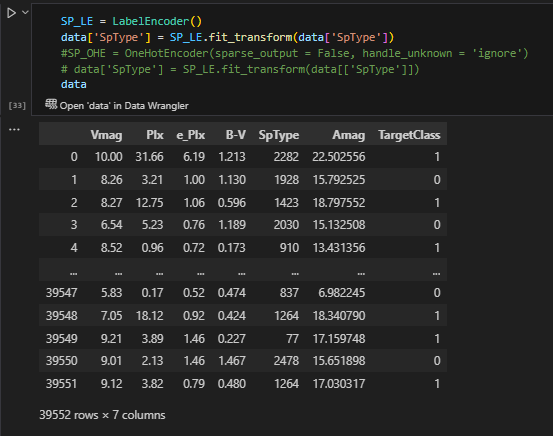 SP_LE = LabelEncoder()
data['SpType'] = SP_LE.fit_transform(data['SpType'])
#SP_OHE = OneHotEncoder(sparse_output = False, handle_unknown = 'ignore')
# data['SpType'] = SP_LE.fit_transform(data[['SpType']])
data
[33]
Open 'data' in Data Wrangler
...
Vmag Plx e_Plx B-V SpType Amag TargetClass
0 10.00 31.66 6.19 1.213 2282 22.502556 1
1 8.26 3.21 1.00 1.130 1928 15.792525 0
2 8.27 12.75 1.06 0.596 1423 18.797552 1
3 6.54 5.23 0.76 1.189 2030 15.132508 0
4 8.52 0.96 0.72 0.173 910 13.431356 1
... ... ... ... ... ... ... ...
39547 5.83 0.17 0.52 0.474 837 6.982245 0
39548 7.05 18.12 0.92 0.424 1264 18.340790 1
39549 9.21 3.89 1.46 0.227 77 17.159748 1
39550 9.01 2.13 1.46 1.467 2478 15.651898 0
39551 9.12 3.82 0.79 0.480 1264 17.030317 1
39552 rows × 7 columns